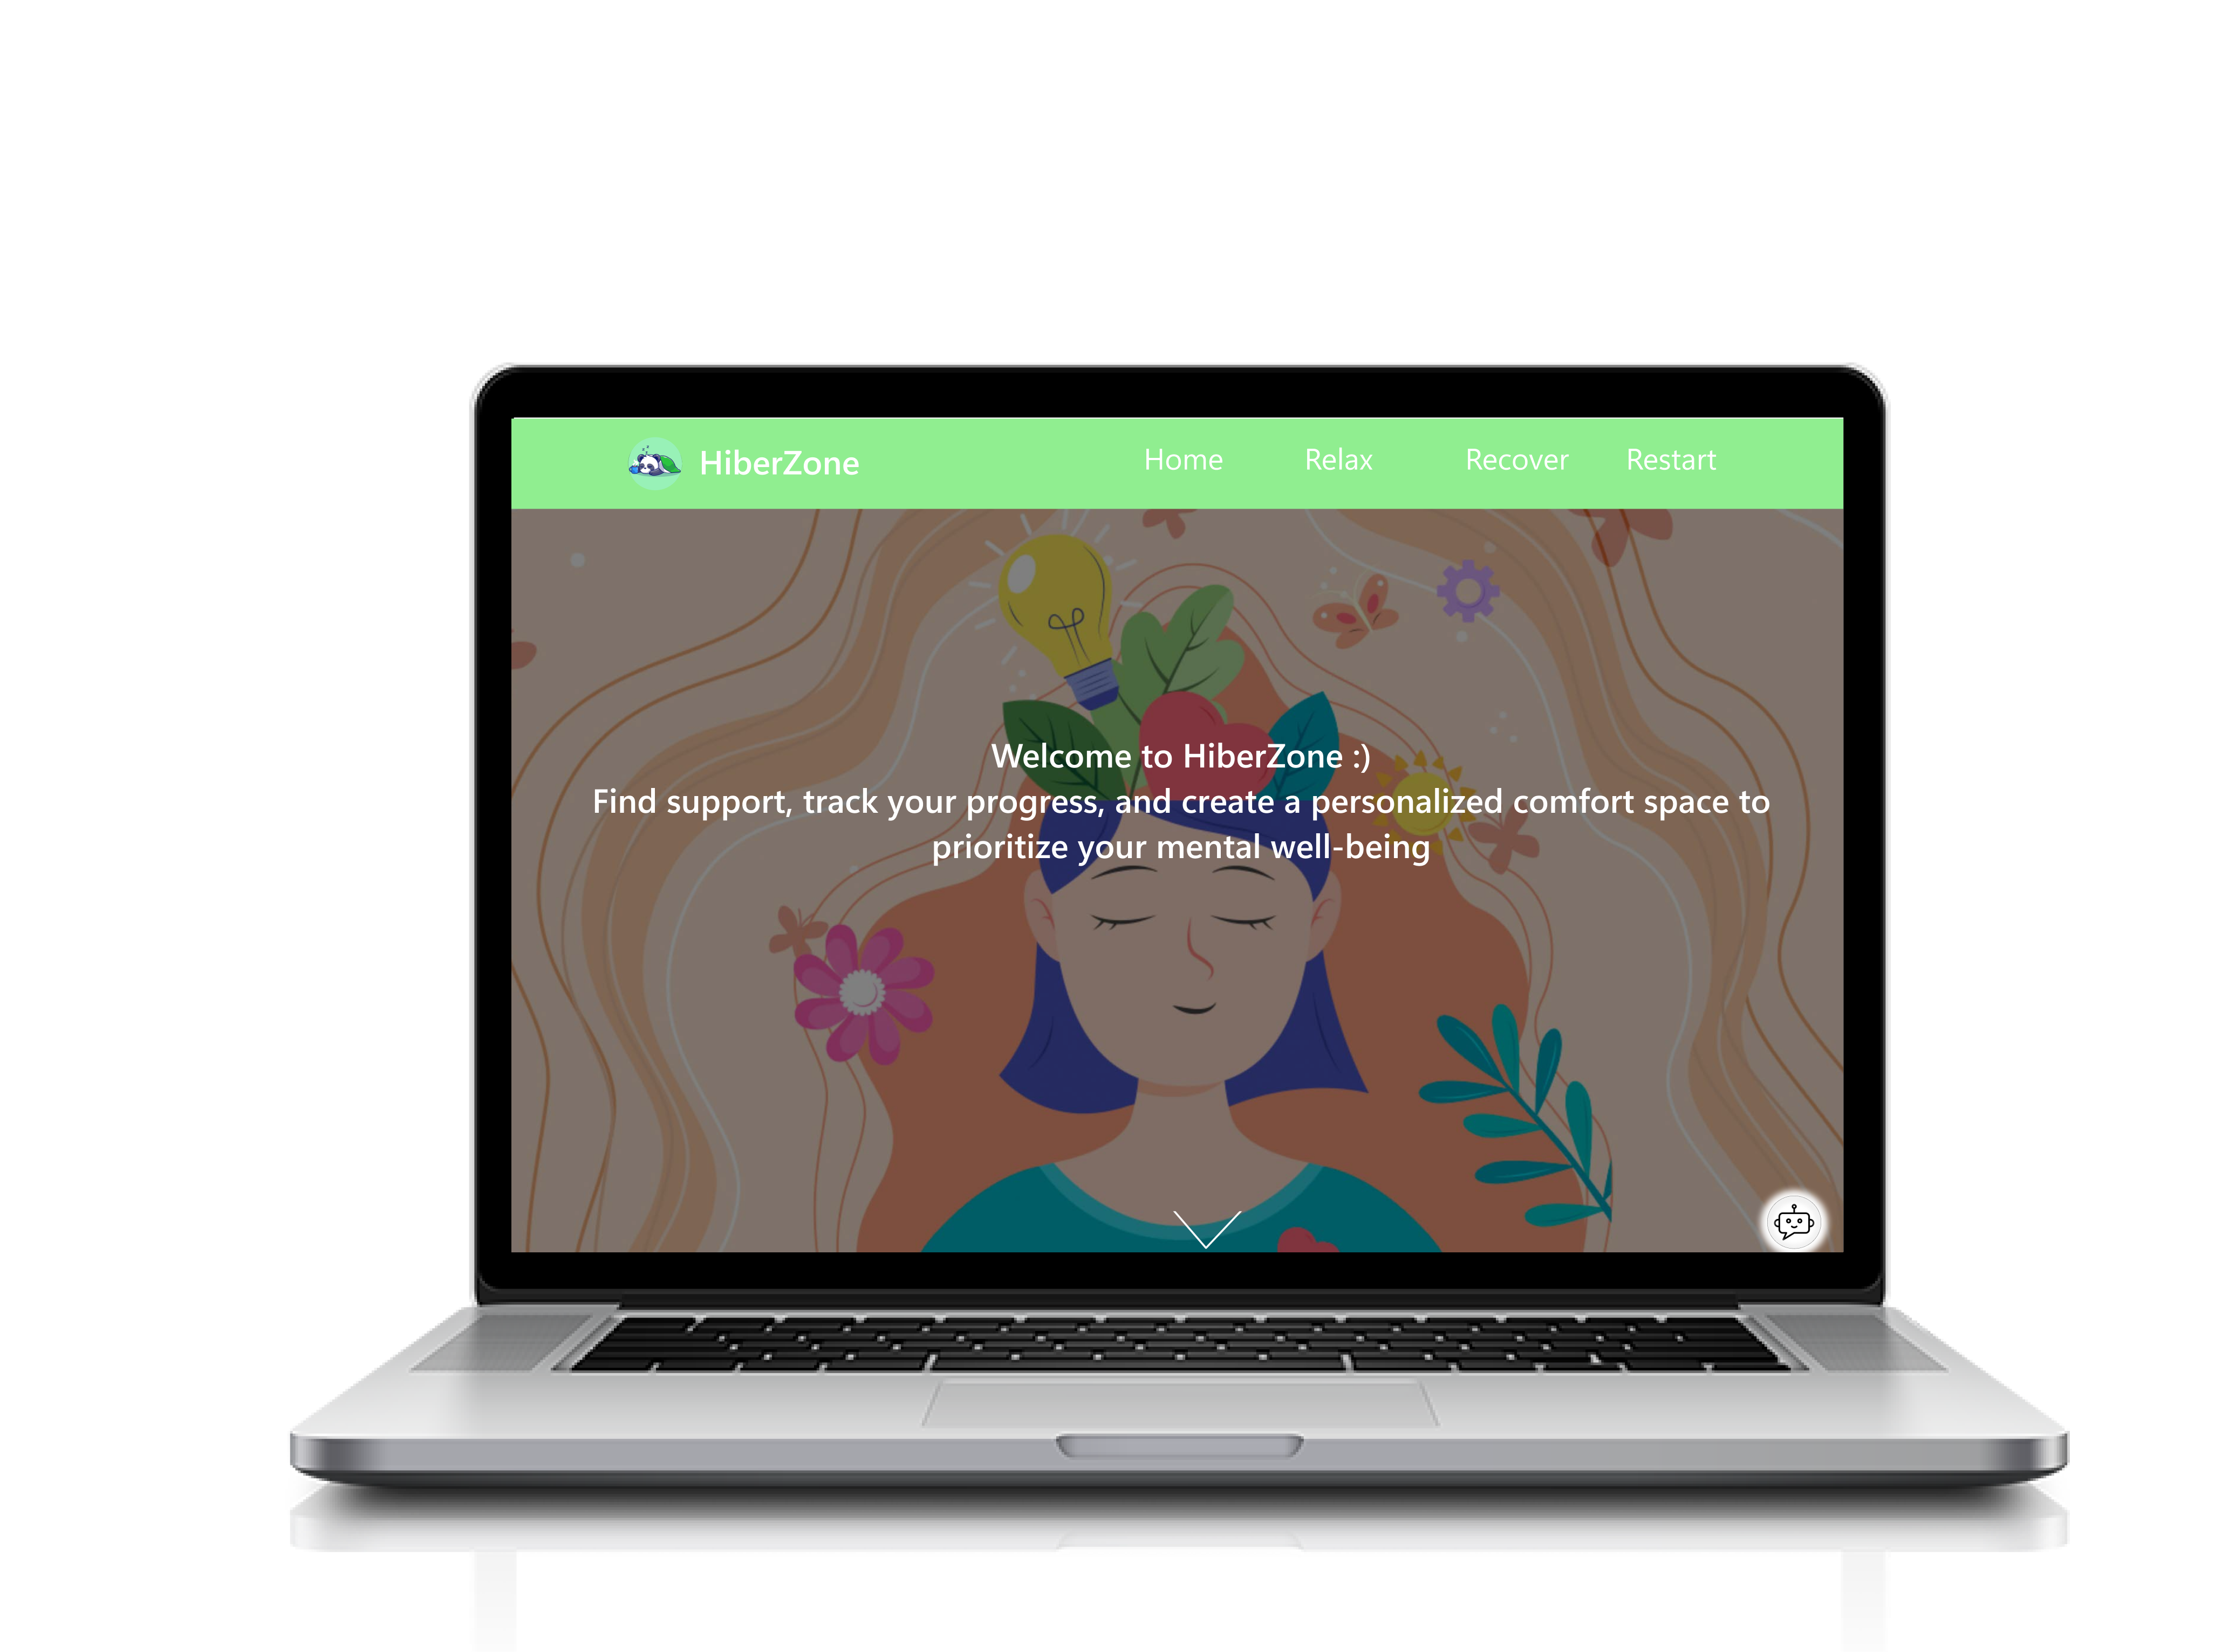 HiberZone
Home Relax Recover Restart
Welcome to HiberZone :)
Find support, track your progress, and create a personalized comfort space to
prioritize your mental well-being